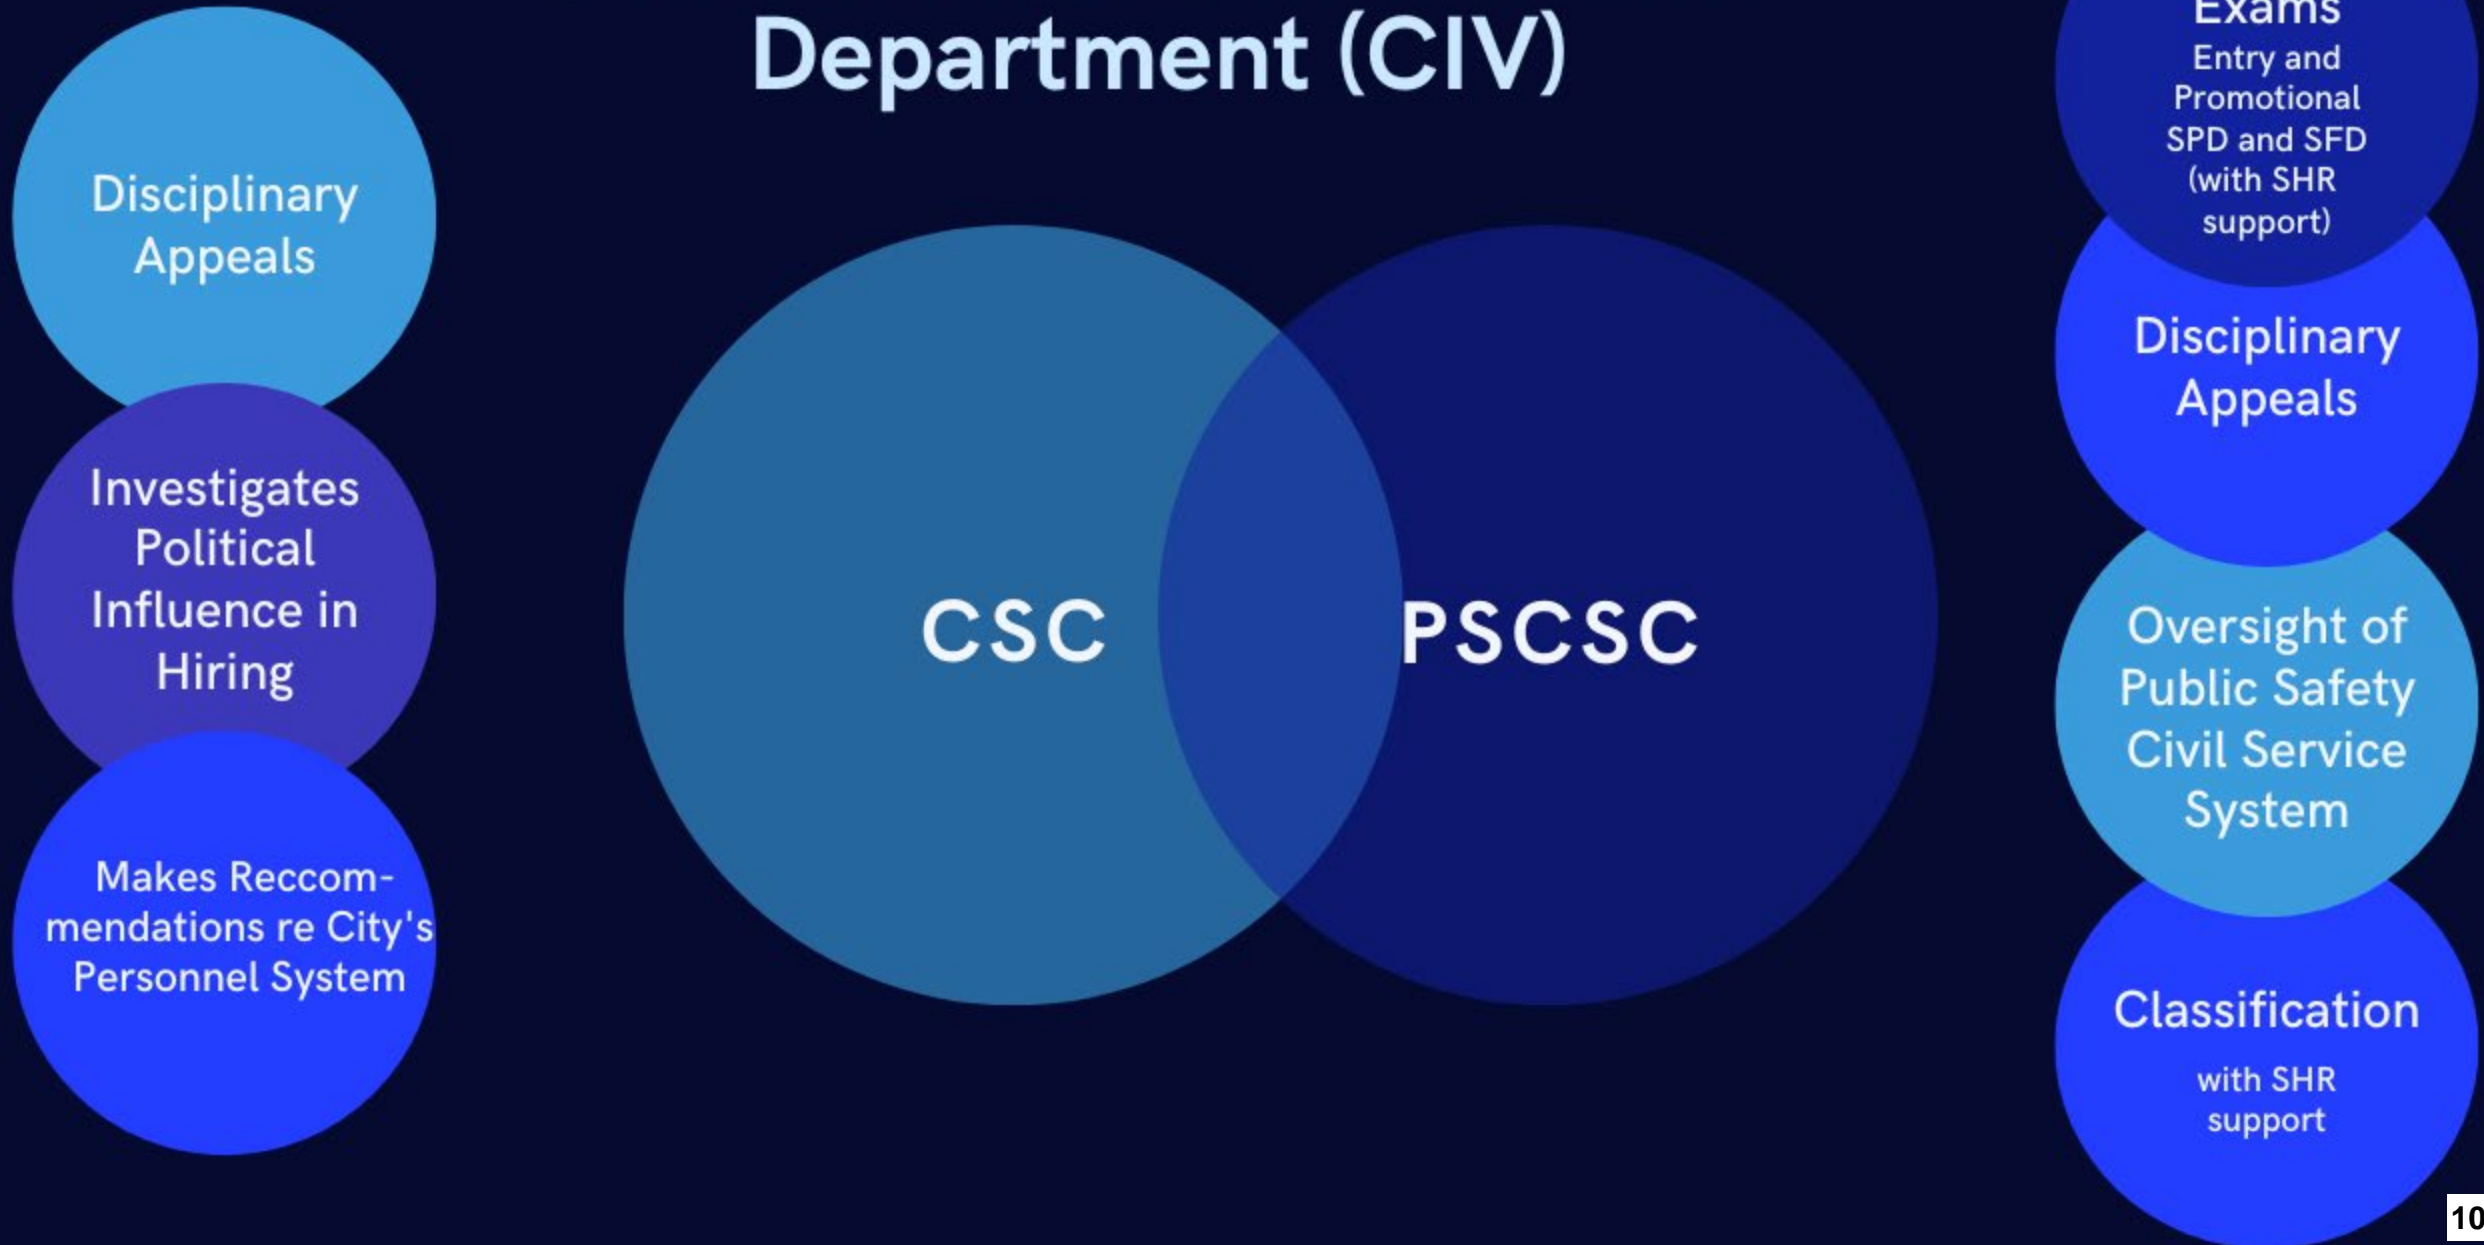 Department (CIV)
Disciplinary
Appeals
Investigates
Political
Influence in
Hiring
Makes Reccom-
mendations re City's
Personnel System
CSC
PSCSC
Exams
Entry and
Promotional
SPD and SFD
(with SHR
support)
Disciplinary
Appeals
Oversight of
Public Safety
Civil Service
System
Classification
with SHR
support
10